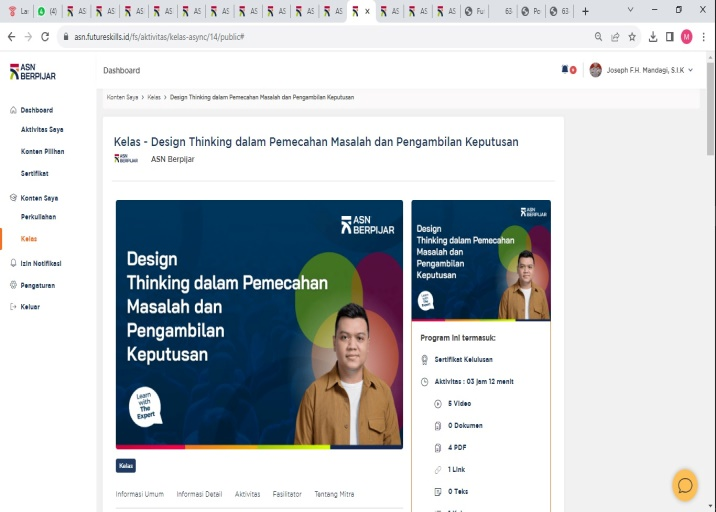 La
(4)
AS
AS
AS
AS
AS
AS
AS
AS
AS
AS
AS
AS
AS
Fut
63
Po
63
asn.futureskills.id/fs/aktivitas/kelas-async/14/public#
M
ASN
BERPIJAR
Dashboard
0
Joseph F.H. Mandagi, S.I.K
Konten Saya > Kelas > Design Thinking dalam Pemecahan Masalah dan Pengambilan Keputusan
Dashboard
Aktivitas Saya
Konten Pilihan
Sertifikat
Konten Saya
Perkuliahan
Kelas
Izin Notifikasi
Pengaturan
Keluar
Kelas - Design Thinking dalam Pemecahan Masalah dan Pengambilan Keputusan
ASN
BERPIJAR
ASN Berpijar
ASN
BERPIJAR
Design
Thinking dalam Pemecahan
Masalah dan
Pengambilan
Keputusan
Learn
with
The
Expert
ASN
BERPIJAR
Design
Thinking dalam Pemecahan
Masalah dan
Pengambilan
Keputusan
Program ini termasuk:
Sertifikat Kelulusan
Aktivitas : 03 jam 12 menit
5 Video
0 Dokumen
4 PDF
1 Link
0 Teks
Kelas
Informasi Umum
Informasi Detail
Aktivitas
Fasilitator
Tentang Mitra